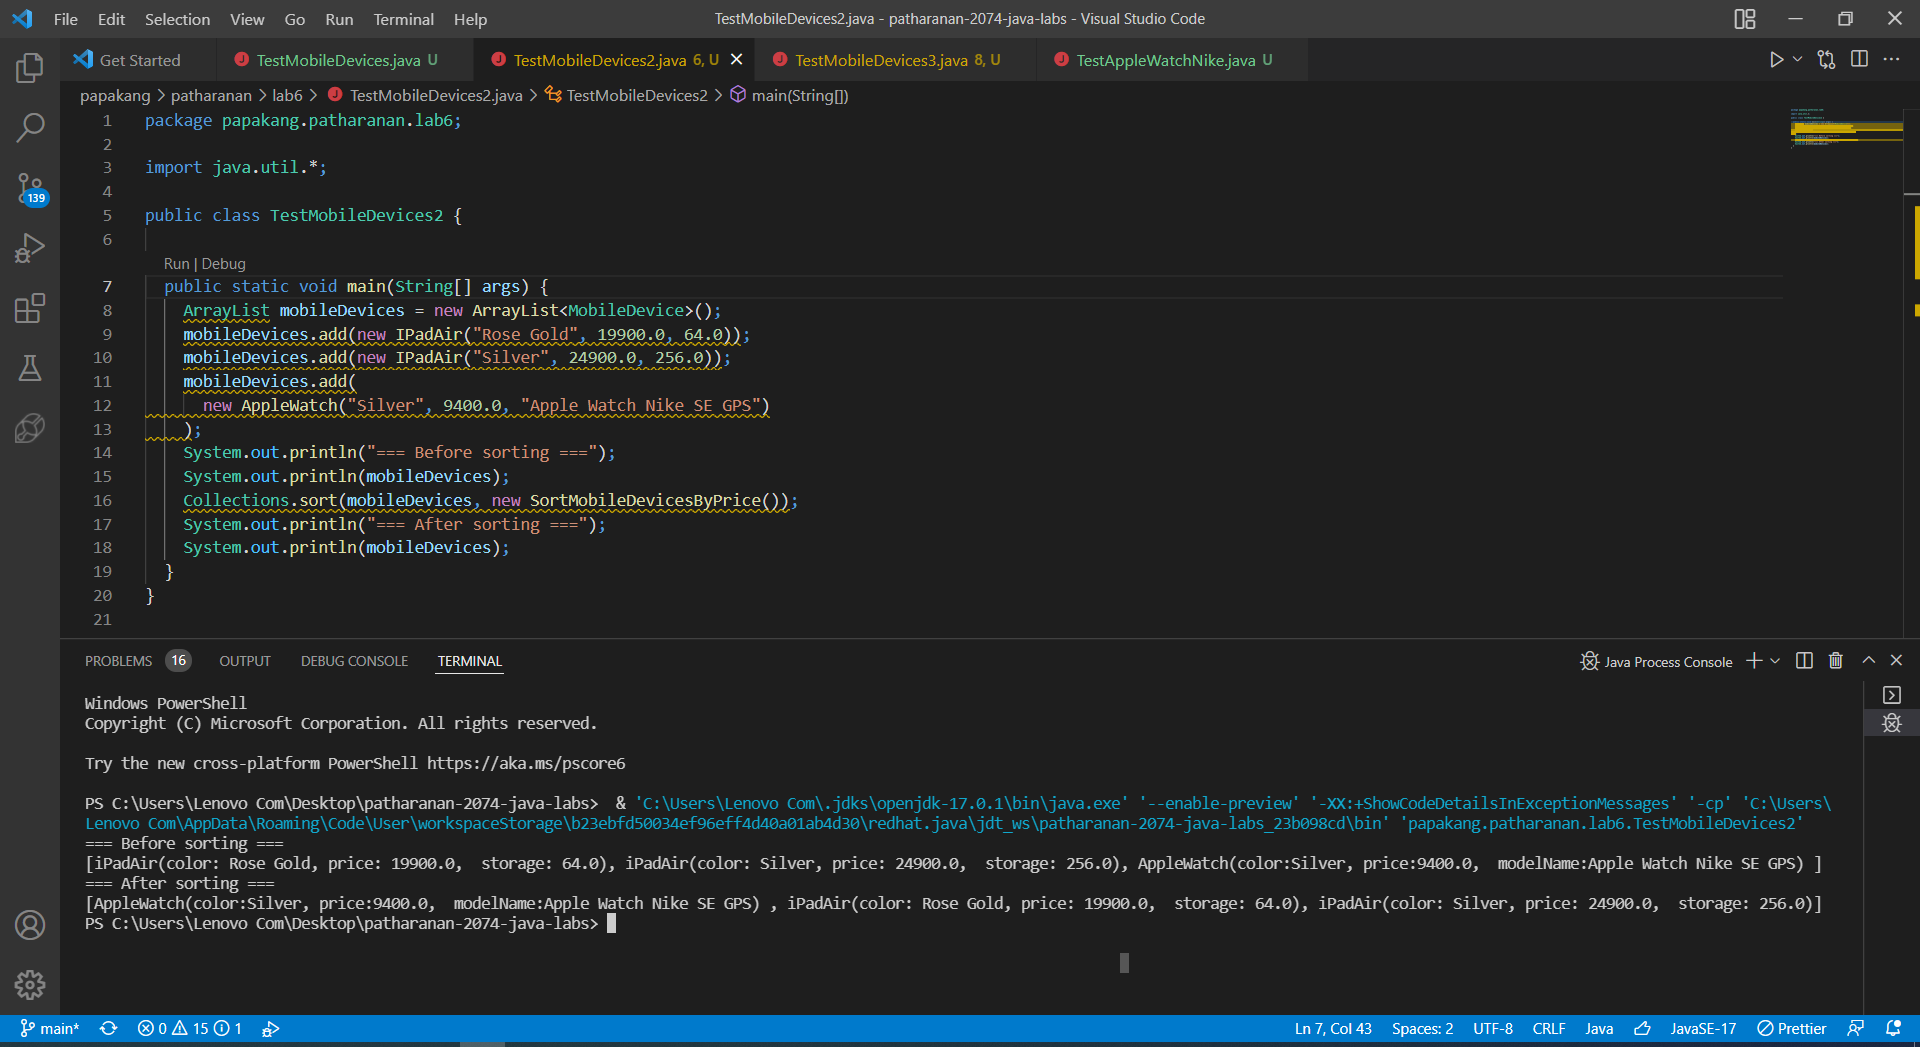 File Edit Selection View Go Run Terminal Help TestMobileDevices2.java - patharanan-2074-java-labs - Visual Studio Code
Get Started TestMobileDevices.java U TestMobileDevices2.java 6, U TestMobileDevices3.java 8, U TestAppleWatchNike.java U
papakang > patharanan > lab6 > TestMobileDevices2.java > TestMobileDevices2 > main(String[])
1 package papakang.patharanan.lab6;
2
3 import java.util.*;
4
5 public class TestMobileDevices2 {
6
Run | Debug
7 public static void main(String[] args) {
8 ArrayList mobileDevices = new ArrayList<MobileDevice>();
9 mobileDevices.add(new IPadAir("Rose Gold", 19900.0, 64.0));
10 mobileDevices.add(new IPadAir("Silver", 24900.0, 256.0));
11 mobileDevices.add(
12 new AppleWatch("Silver", 9400.0, "Apple Watch Nike SE GPS")
13 );
14 System.out.println("=== Before sorting ===");
15 System.out.println(mobileDevices);
16 Collections.sort(mobileDevices, new SortMobileDevicesByPrice());
17 System.out.println("=== After sorting ===");
18 System.out.println(mobileDevices);
19 }
20 }
21
139
PROBLEMS 16 OUTPUT DEBUG CONSOLE TERMINAL Java Process Console
Windows PowerShell
Copyright (C) Microsoft Corporation. All rights reserved.
Try the new cross-platform PowerShell https://aka.ms/pscore6
PS C:\Users\Lenovo Com\Desktop\patharanan-2074-java-labs>  & 'C:\Users\Lenovo Com\.jdks\openjdk-17.0.1\bin\java.exe' '--enable-preview' '-XX:+ShowCodeDetailsInExceptionMessages' '-cp' 'C:\Users\
Lenovo Com\AppData\Roaming\Code\User\workspaceStorage\b23ebfd50034ef96eff4d40a01ab4d30\redhat.java\jdt_ws\patharanan-2074-java-labs_23b098cd\bin' 'papakang.patharanan.lab6.TestMobileDevices2'
=== Before sorting ===
[iPadAir(color: Rose Gold, price: 19900.0,  storage: 64.0), iPadAir(color: Silver, price: 24900.0,  storage: 256.0), AppleWatch(color:Silver, price:9400.0,  modelName:Apple Watch Nike SE GPS) ]
=== After sorting ===
[AppleWatch(color:Silver, price:9400.0,  modelName:Apple Watch Nike SE GPS) , iPadAir(color: Rose Gold, price: 19900.0,  storage: 64.0), iPadAir(color: Silver, price: 24900.0,  storage: 256.0)]
PS C:\Users\Lenovo Com\Desktop\patharanan-2074-java-labs>
main* 0 15 1 Ln 7, Col 43 Spaces: 2 UTF-8 CRLF Java JavaSE-17 Prettier